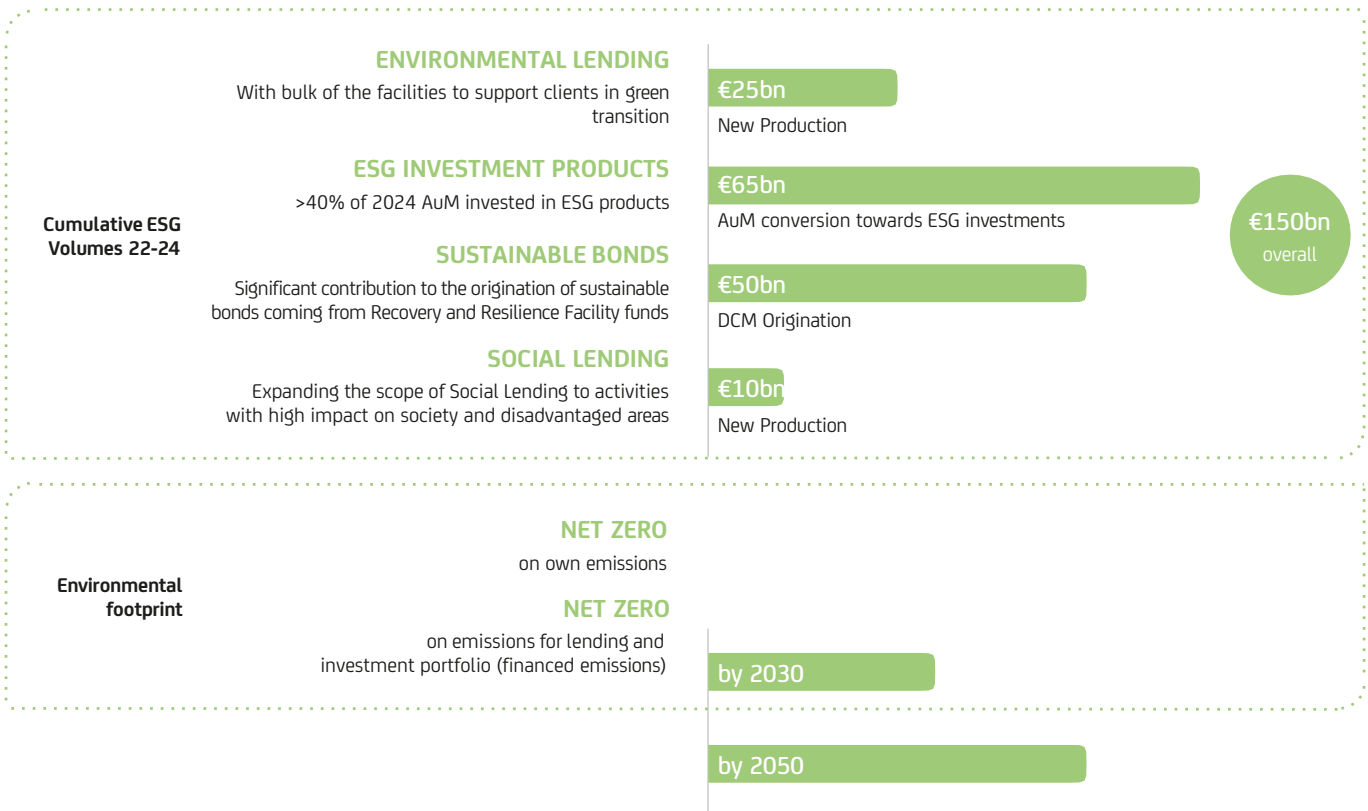 Cumulative ESG
Volumes 22-24
ENVIRONMENTAL LENDING
With bulk of the facilities to support clients in green
transition
€25bn
New Production
ESG INVESTMENT PRODUCTS
>40% of 2024 AuM invested in ESG products
€65bn
AuM conversion towards ESG investments
SUSTAINABLE BONDS
Significant contribution to the origination of sustainable
bonds coming from Recovery and Resilience Facility funds
€50bn
DCM Origination
SOCIAL LENDING
Expanding the scope of Social Lending to activities
with high impact on society and disadvantaged areas
€10bn
New Production
€150bn
overall
Environmental
footprint
NET ZERO
on own emissions
NET ZERO
on emissions for lending and
investment portfolio (financed emissions)
by 2030
by 2050